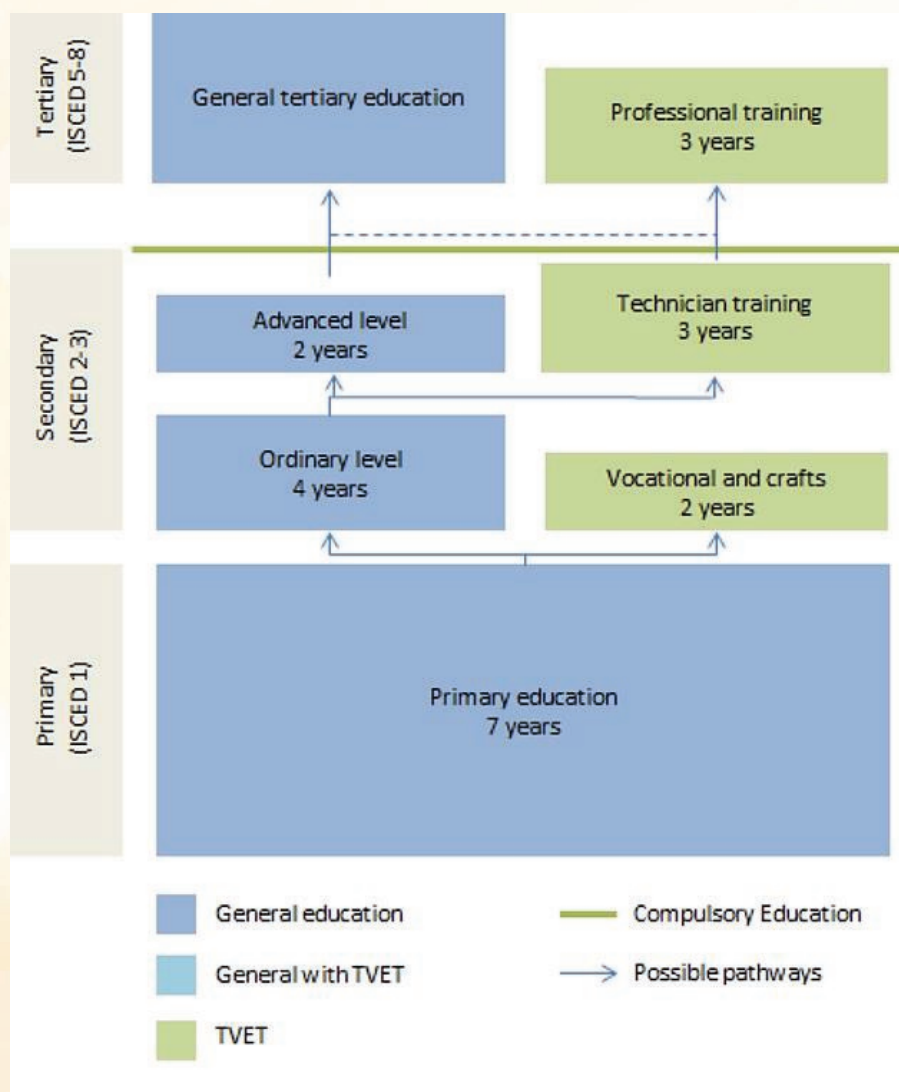 Tertiary
(ISCED 5-8)
General tertiary education
Professional training
3 years
Secondary
(ISCED 2-3)
Advanced level
2 years
Technician training
3 years
Ordinary level
4 years
Vocational and crafts
2 years
Primary
(ISCED 1)
Primary education
7 years
General education
Compulsory Education
General with TVET
Possible pathways
TVET